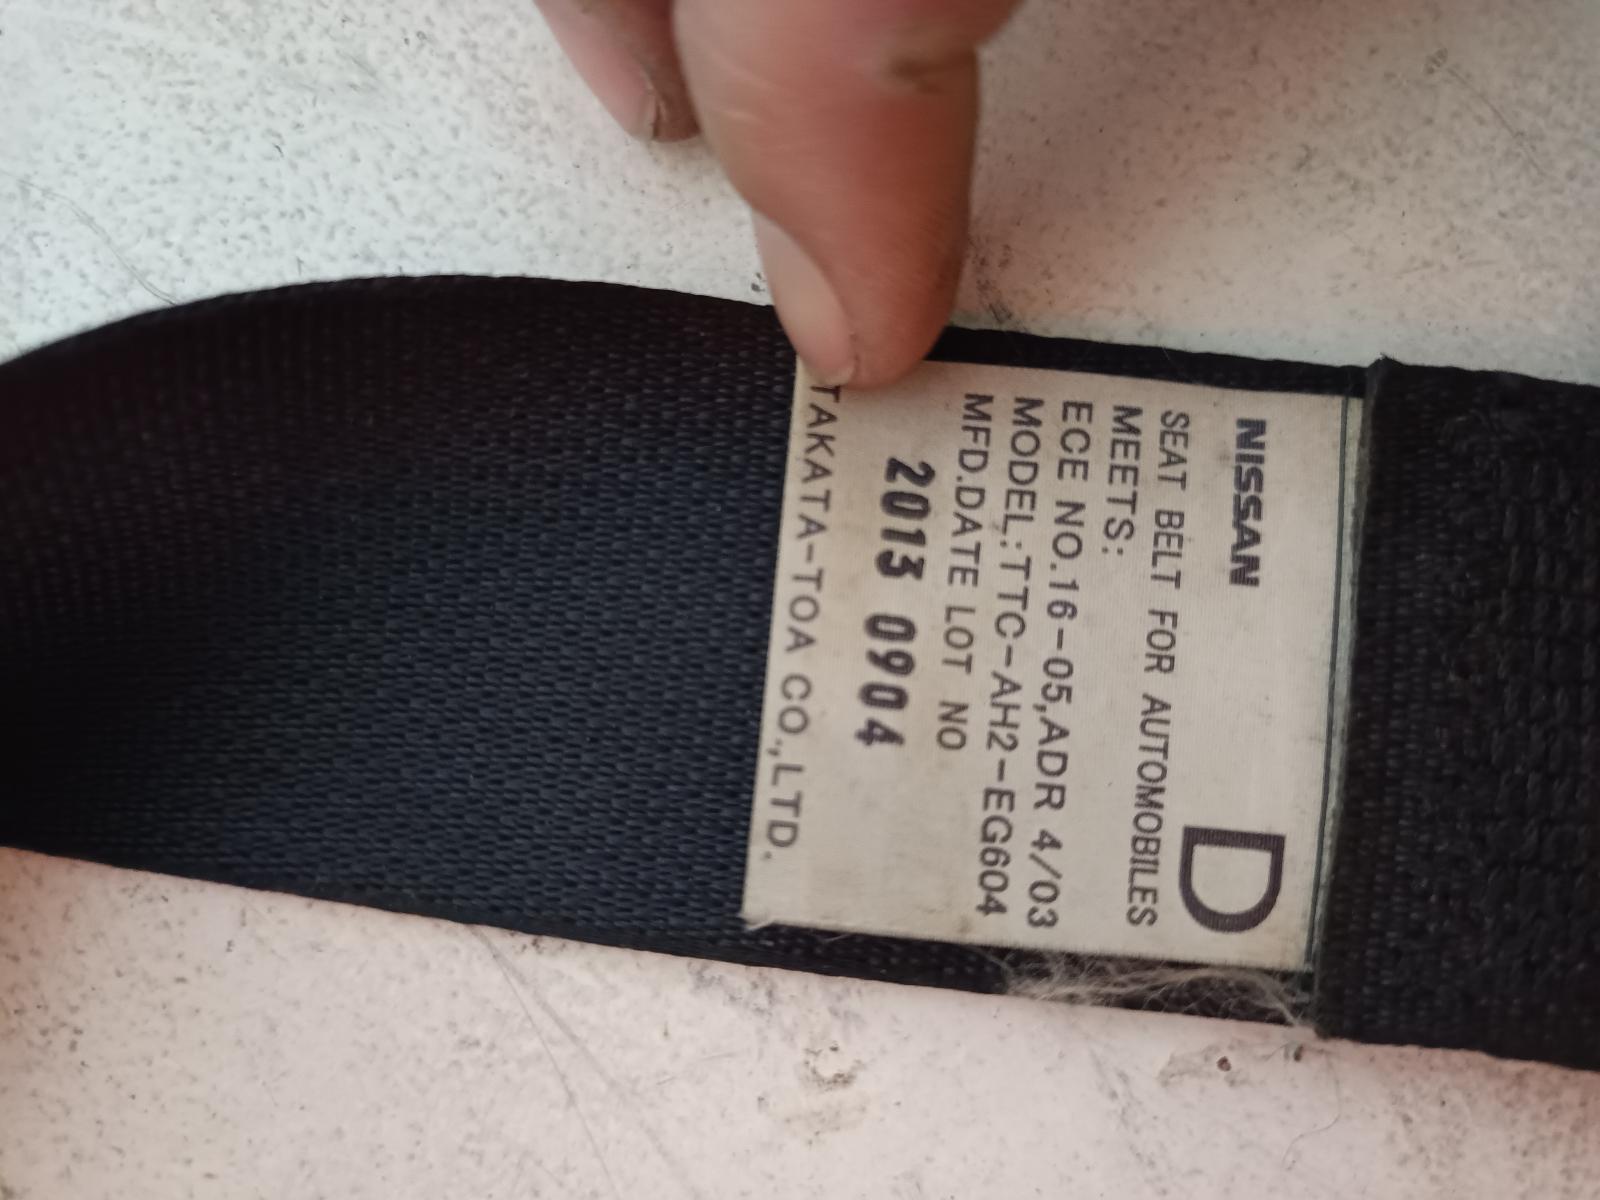 NISSAN D
SEAT BELT FOR AUTOMOBILES
MEETS:
ECE NO.16-05,ADR 4/03
MODEL:TTC-AH2-EG604
MFD.DATE LOT NO
2013 0904
TAKATA-TOA CO.,LTD.